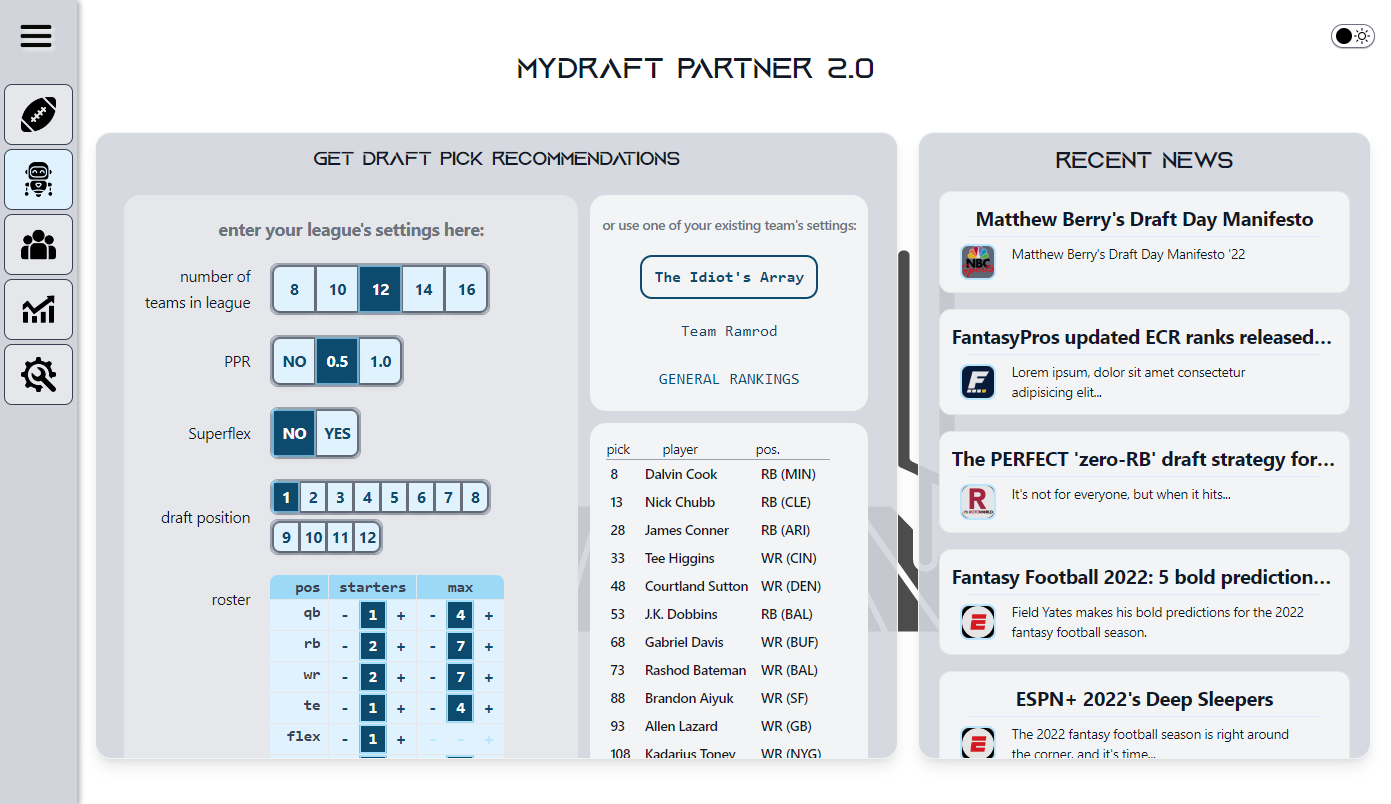 MYDRAFT PARTNER 2.0
GET DRAFT PICK RECOMMENDATIONS
enter your league's settings here:
number of
teams in league
8 10 12 14 16
PPR
NO 0.5 1.0
Superflex
NO YES
draft position
1 2 3 4 5 6 7 8
9 10 11 12
roster
pos starters max
qb - 1 + - 4 +
rb - 2 + - 7 +
wr - 2 + - 7 +
te - 1 + - 4 +
flex - 1 + - - +
or use one of your existing team's settings:
The Idiot's Array
Team Ramrod
GENERAL RANKINGS
pick player pos.
8 Dalvin Cook RB (MIN)
13 Nick Chubb RB (CLE)
28 James Conner RB (ARI)
33 Tee Higgins WR (CIN)
48 Courtland Sutton WR (DEN)
53 J.K. Dobbins RB (BAL)
68 Gabriel Davis WR (BUF)
73 Rashod Bateman WR (BAL)
88 Brandon Aiyuk WR (SF)
93 Allen Lazard WR (GB)
108 Kadarius Toney WR (NYG)
RECENT NEWS
Matthew Berry's Draft Day Manifesto
NBC
Matthew Berry's Draft Day Manifesto '22
FantasyPros updated ECR ranks released...
F
Lorem ipsum, dolor sit amet consectetur
adipisicing elit...
The PERFECT 'zero-RB' draft strategy for...
R
It's not for everyone, but when it hits...
Fantasy Football 2022: 5 bold prediction...
E
Field Yates makes his bold predictions for the 2022
fantasy football season.
ESPN+ 2022's Deep Sleepers
E
The 2022 fantasy football season is right around
the corner, and it's time...